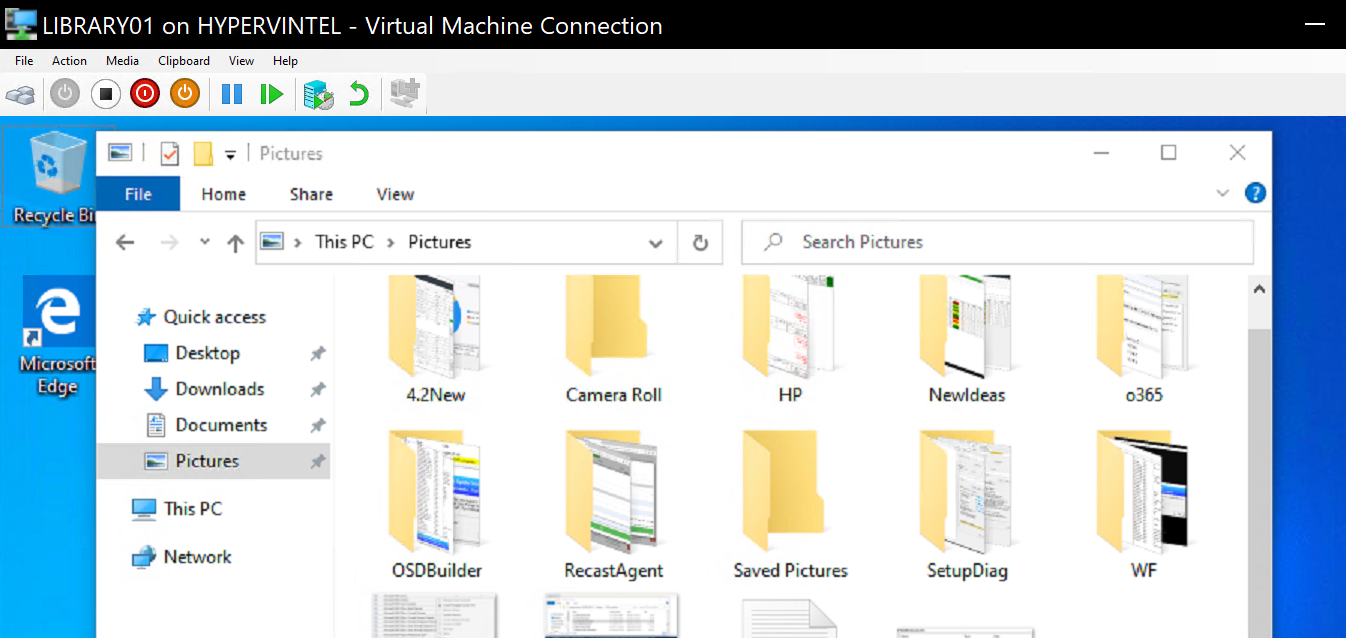 LIBRARY01 on HYPERVINTEL - Virtual Machine Connection
File Action Media Clipboard View Help
Pictures
File Home Share View
This PC Pictures
Search Pictures
Recycle Bi
Microsoft
Edge
Quick access
Desktop
Downloads
Documents
Pictures
This PC
Network
4.2New Camera Roll HP NewIdeas o365
OSDBuilder RecastAgent Saved Pictures SetupDiag WF